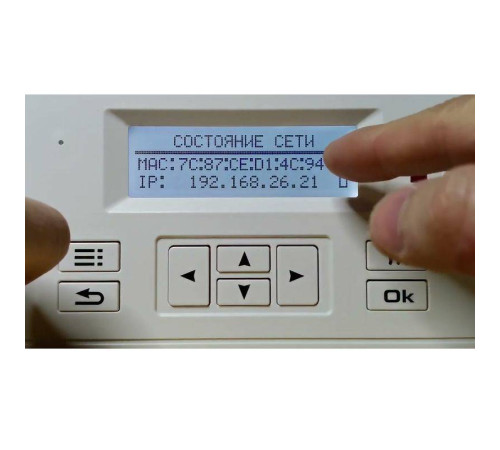 СОСТОЯНИЕ СЕТИ
MAC:7C:87:CE:D1:4C:94
IP: 192.168.26.21
Ok